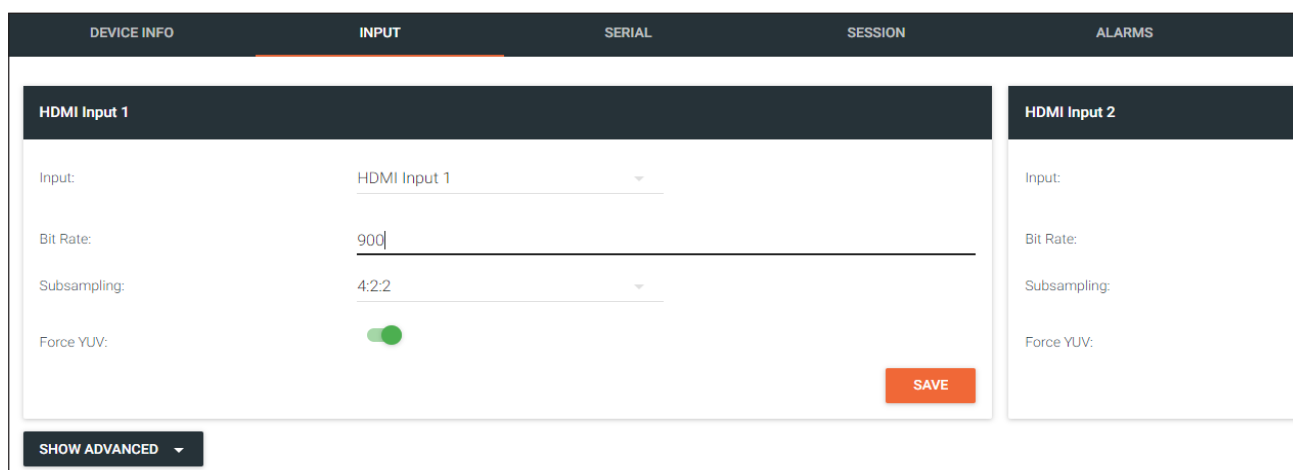 DEVICE INFO INPUT SERIAL SESSION ALARMS
HDMI Input 1 HDMI Input 2
Input: HDMI Input 1 Input:
Bit Rate: 900 Bit Rate:
Subsampling: 4:2:2 Subsampling:
Force YUV: Force YUV:
SAVE
SHOW ADVANCED